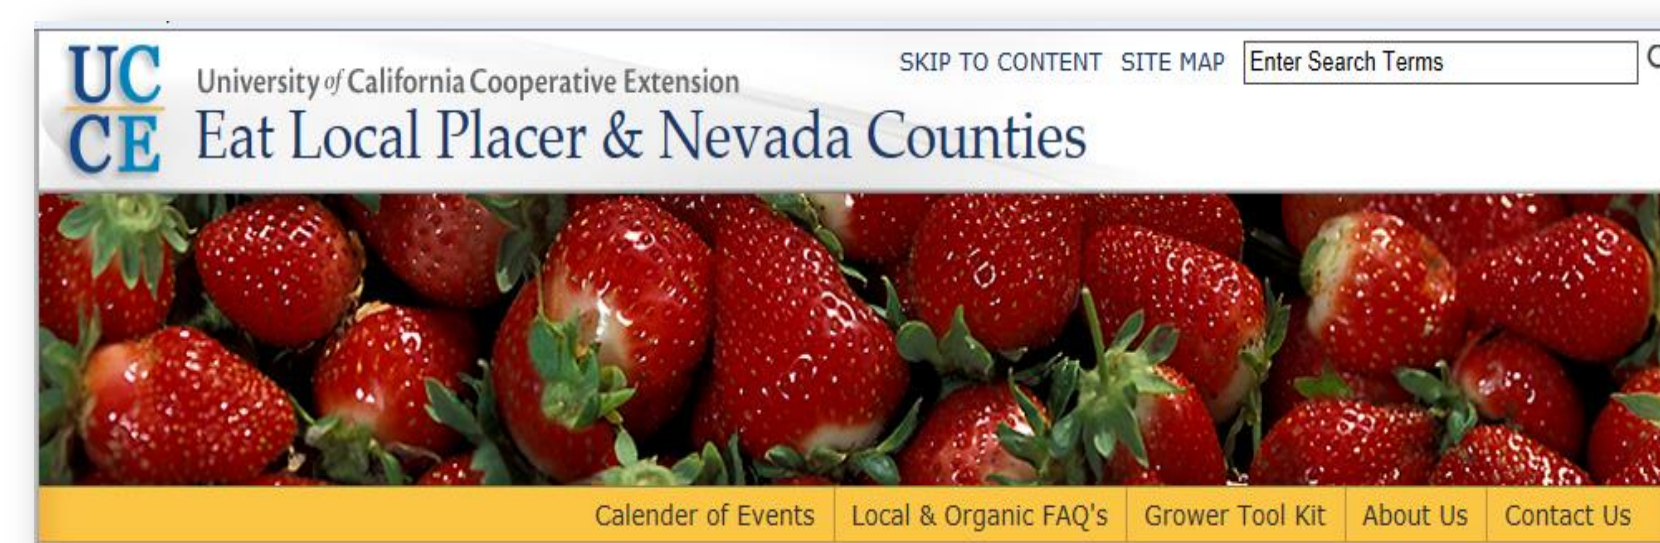 UC
CE
SKIP TO CONTENT SITE MAP Enter Search Terms
University of California Cooperative Extension
Eat Local Placer & Nevada Counties
Calender of Events Local & Organic FAQ's Grower Tool Kit About Us Contact Us